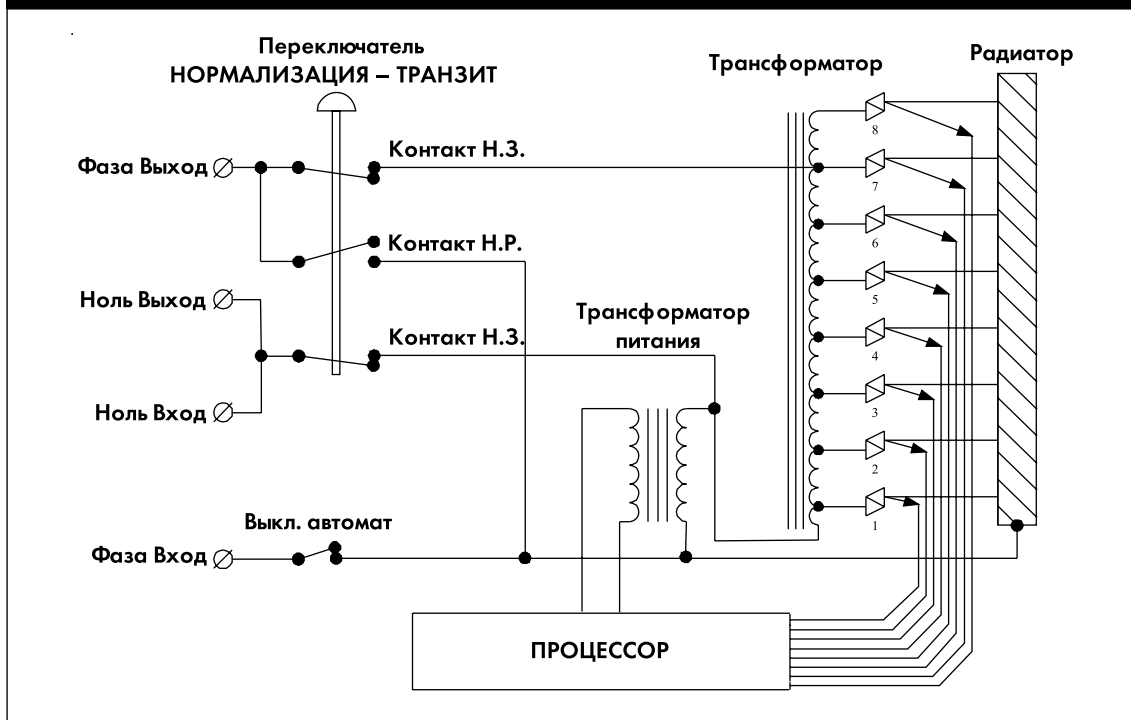 Переключатель
НОРМАЛИЗАЦИЯ – ТРАНЗИТ
Трансформатор
Радиатор
8
Контакт Н.З.
Фаза Выход
7
6
Контакт Н.Р.
5
Ноль Выход
Трансформатор
питания
Контакт Н.З.
4
3
Ноль Вход
2
Выкл. автомат
1
Фаза Вход
ПРОЦЕССОР